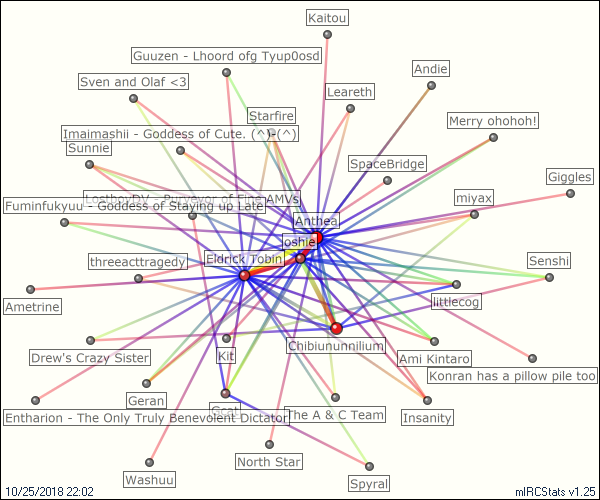 Kaitou
Guuzen - Lhoord ofg Tyup0osd
Andie
Sven and Olaf <3
Leareth
Starfire
Merry ohohoh!
Imaimashii - Goddess of Cute. (^)_(^)
Sunnie
SpaceBridge
Giggles
LostboyDV - Purveyor of Fine AMVs
miyax
Fuminfukyuu - Goddess of Staying up Late
Anthea
joshie
Eldrick Tobin
threeacttragedy
Senshi
Ametrine
littlecog
Chibiununnilium
Drew's Crazy Sister
Kit
Ami Kintaro
Konran has a pillow pile too
Geran
Gcat
The A & C Team
Insanity
Entharion - The Only Truly Benevolent Dictator
North Star
Washuu
Spyral
10/25/2018 22:02
mIRCStats v1.25